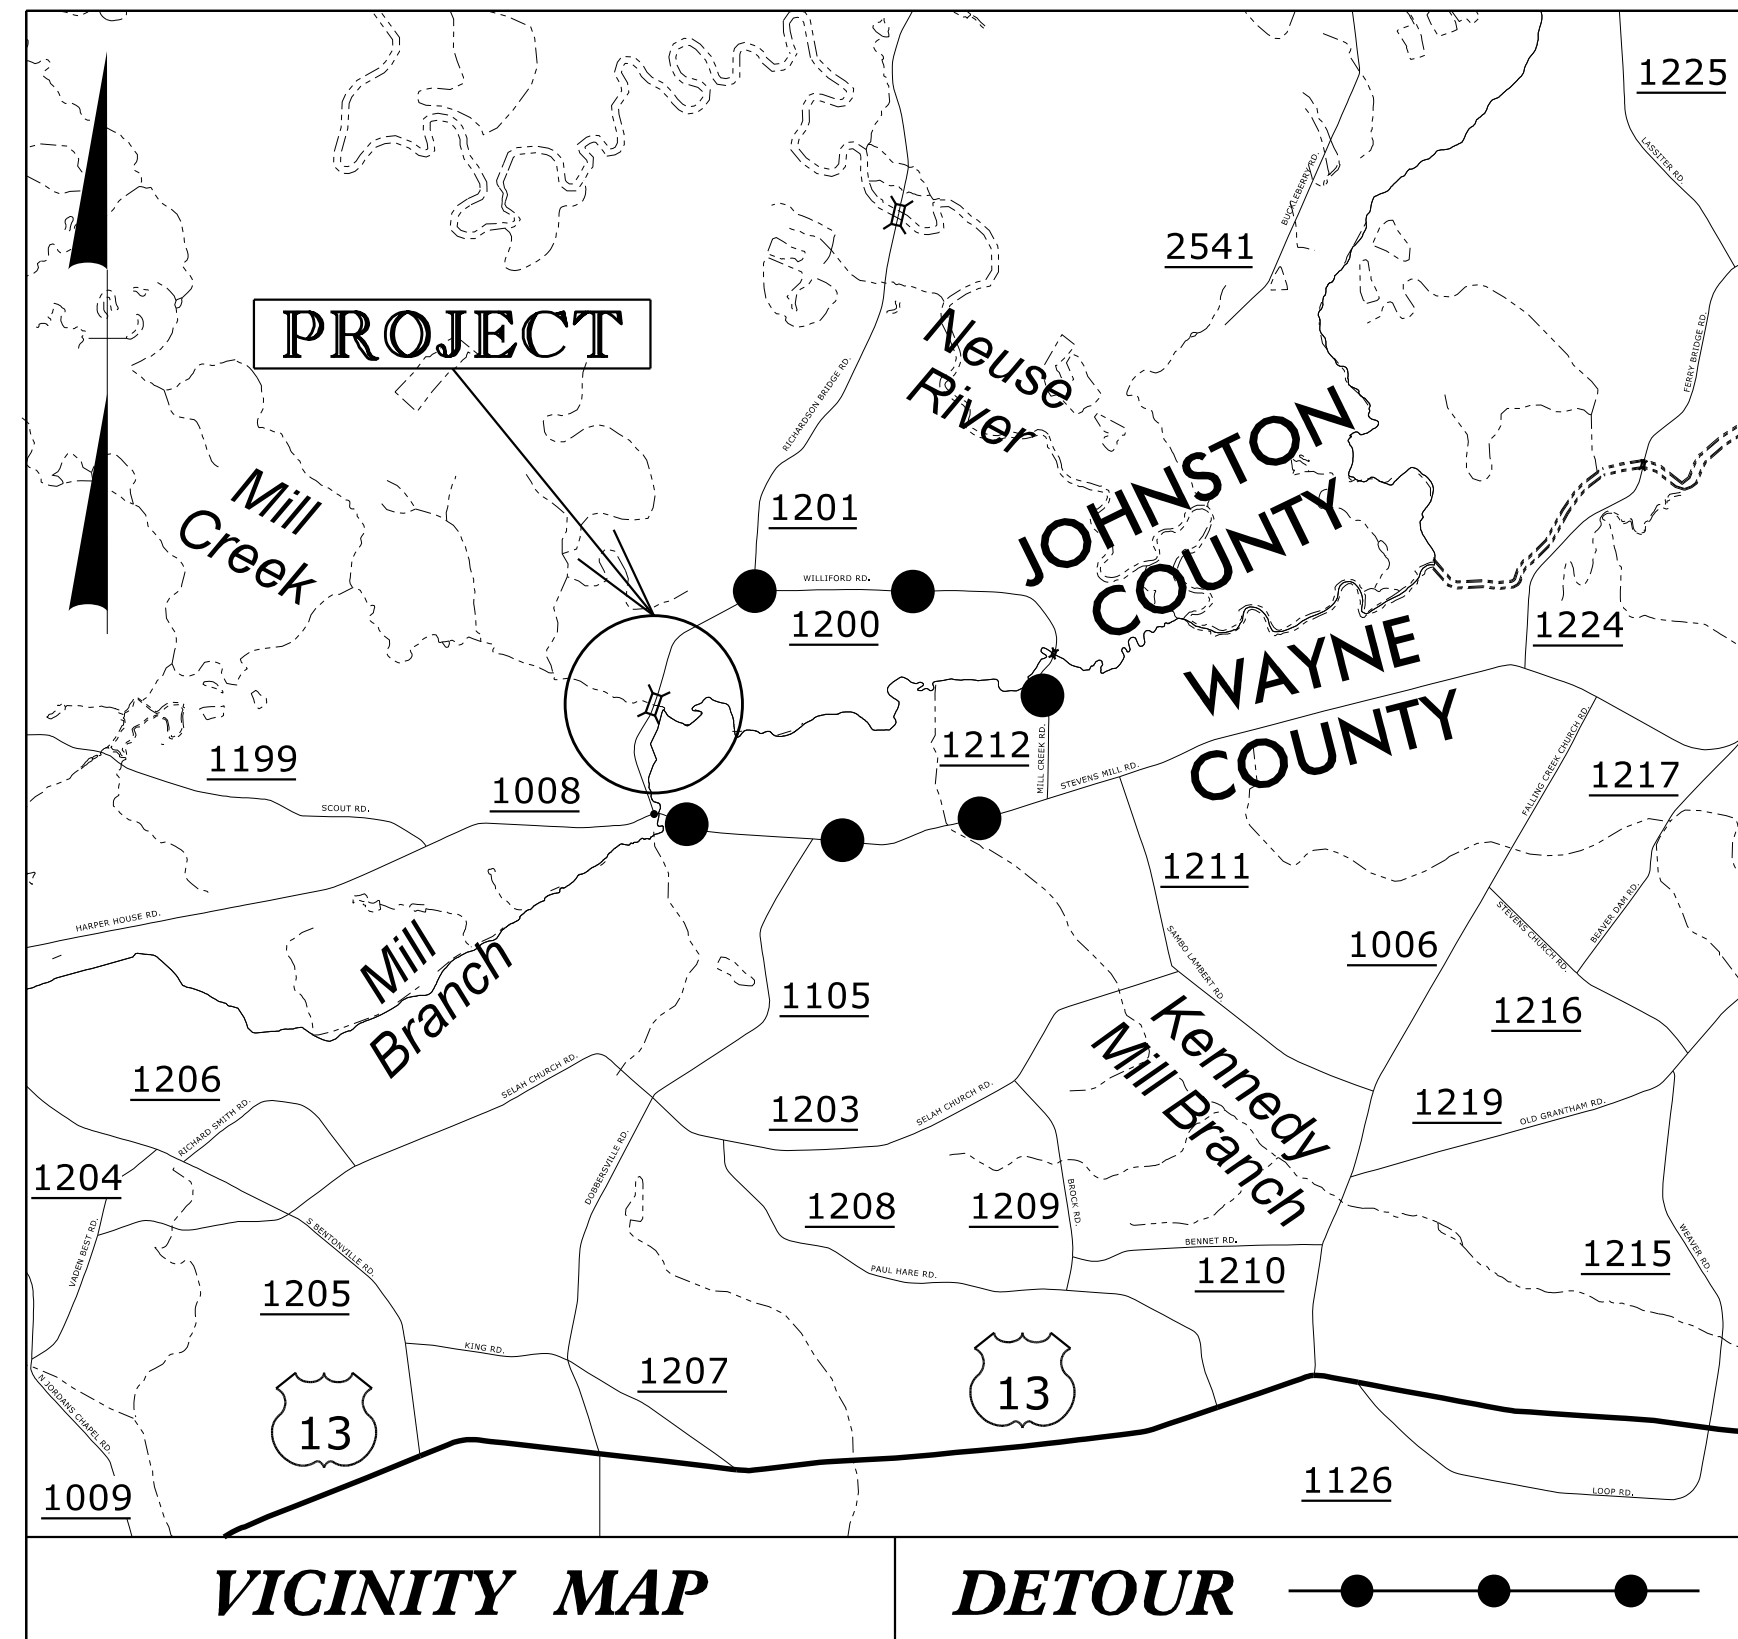 1225
LASSITER RD.
BUCKLEBERRY RD.
2541
PROJECT
Neuse
River
FERRY BRIDGE RD.
RICHARDSON BRIDGE RD.
JOHNSTON
COUNTY
Mill
Creek
1201
WILLIFORD RD.
1200
1224
WAYNE
COUNTY
1199
1212
MILL CREEK RD.
STEVENS MILL RD.
FALLING CREEK CHURCH RD.
1217
SCOUT RD.
1008
1211
HARPER HOUSE RD.
Mill
Branch
SAMBO LAMBERT RD.
1006
STEVENS CHURCH RD.
BEAVER DAM RD.
1105
1216
Kennedy
Mill Branch
1206
SELAH CHURCH RD.
RICHARD SMITH RD.
1203
SELAH CHURCH RD.
1219
OLD GRANTHAM RD.
1204
DOBBERSVILLE RD.
1208
1209
BROCK RD.
VADEN BEST RD.
S BENTONVILLE RD.
BENNET RD.
1210
1215
WEAVER RD.
PAUL HARE RD.
1205
KING RD.
1207
13
13
N JORDANS CHAPEL RD.
1009
1126
LOOP RD.
VICINITY MAP
DETOUR